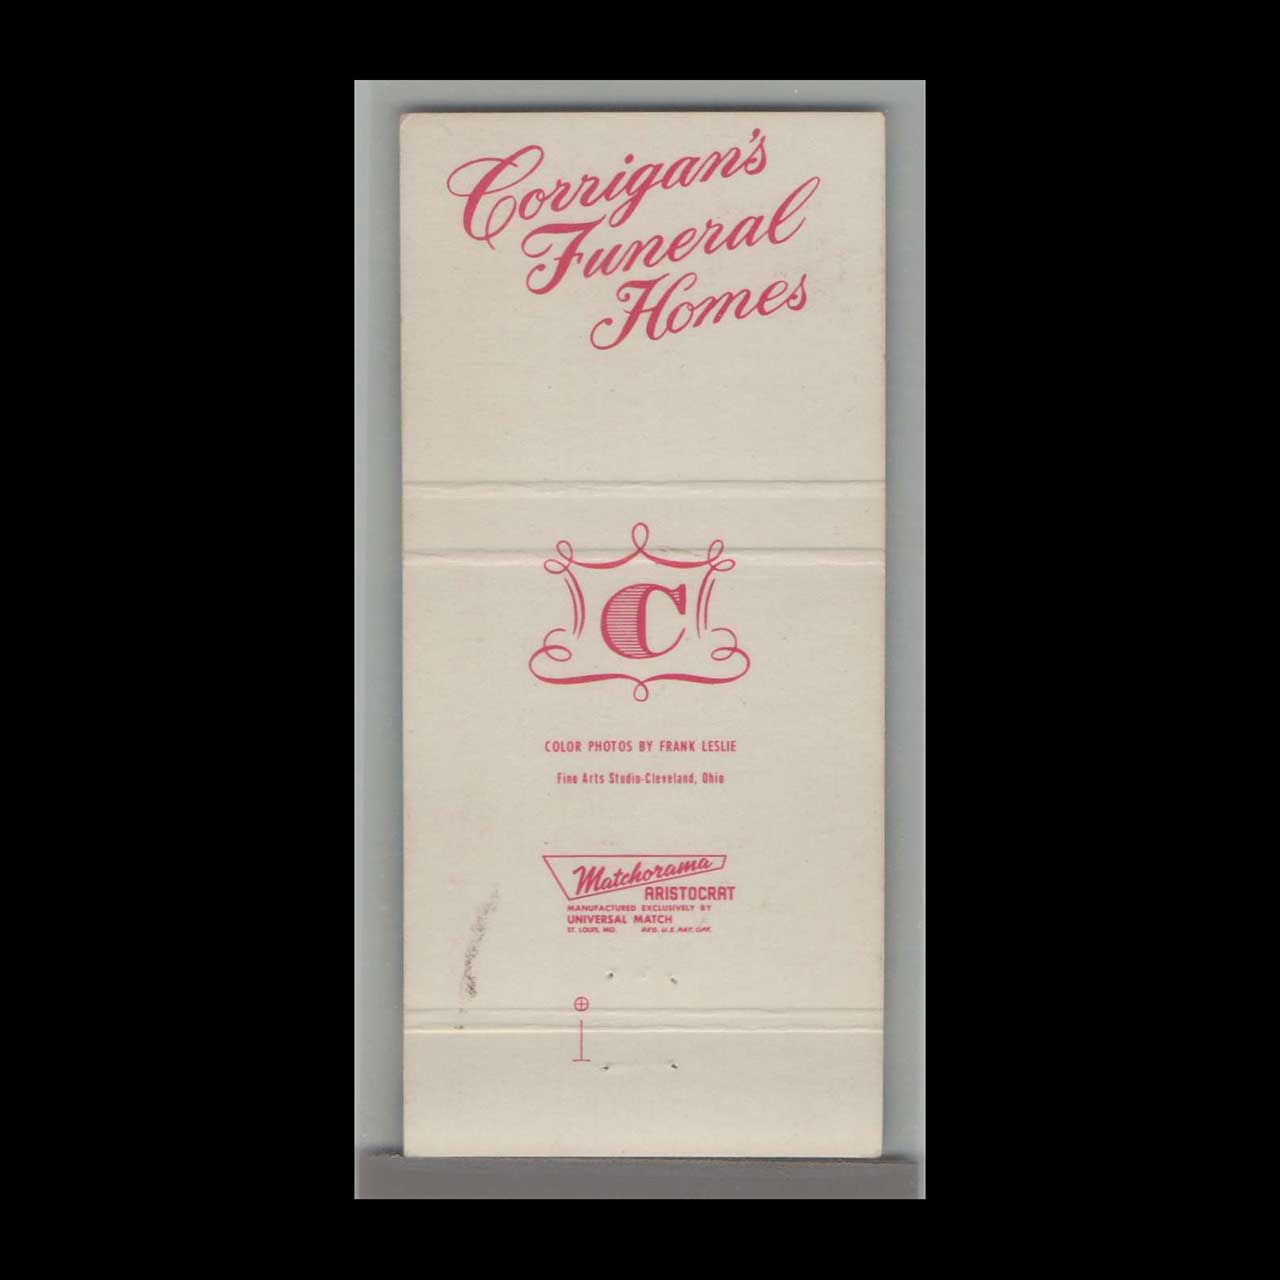 Corrigan's
Funeral
Homes
C
COLOR PHOTOS BY FRANK LESLIE
Fine Arts Studio-Cleveland, Ohio
Matchorama
ARISTOCRAT
MANUFACTURED EXCLUSIVELY BY
UNIVERSAL MATCH
ST. LOUIS, MO. REG. U.S. PAT. OFF.